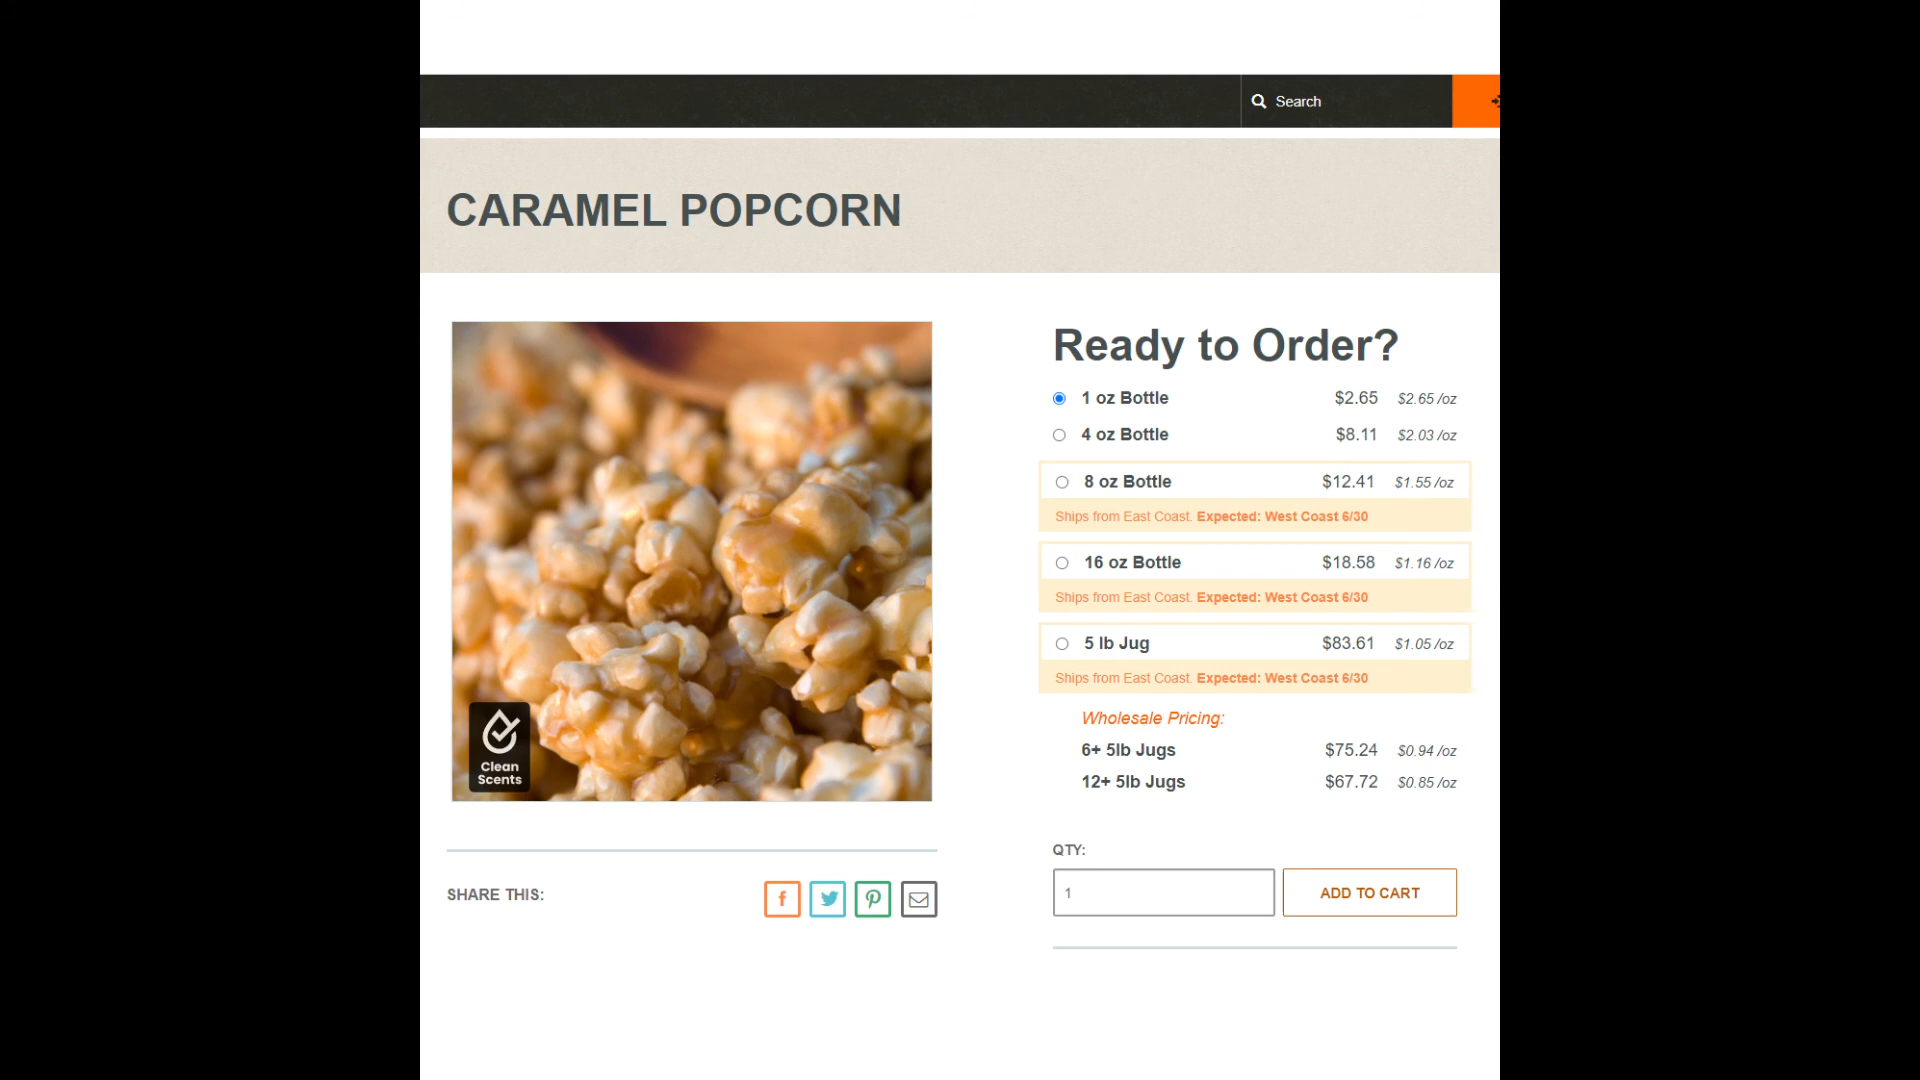 Search
CARAMEL POPCORN
Ready to Order?
1 oz Bottle $2.65 $2.65 /oz
4 oz Bottle $8.11 $2.03 /oz
8 oz Bottle $12.41 $1.55 /oz
Ships from East Coast. Expected: West Coast 6/30
16 oz Bottle $18.58 $1.16 /oz
Ships from East Coast. Expected: West Coast 6/30
5 lb Jug $83.61 $1.05 /oz
Ships from East Coast. Expected: West Coast 6/30
Wholesale Pricing:
6+ 5lb Jugs $75.24 $0.94 /oz
12+ 5lb Jugs $67.72 $0.85 /oz
Clean
Scents
QTY:
1
ADD TO CART
SHARE THIS: